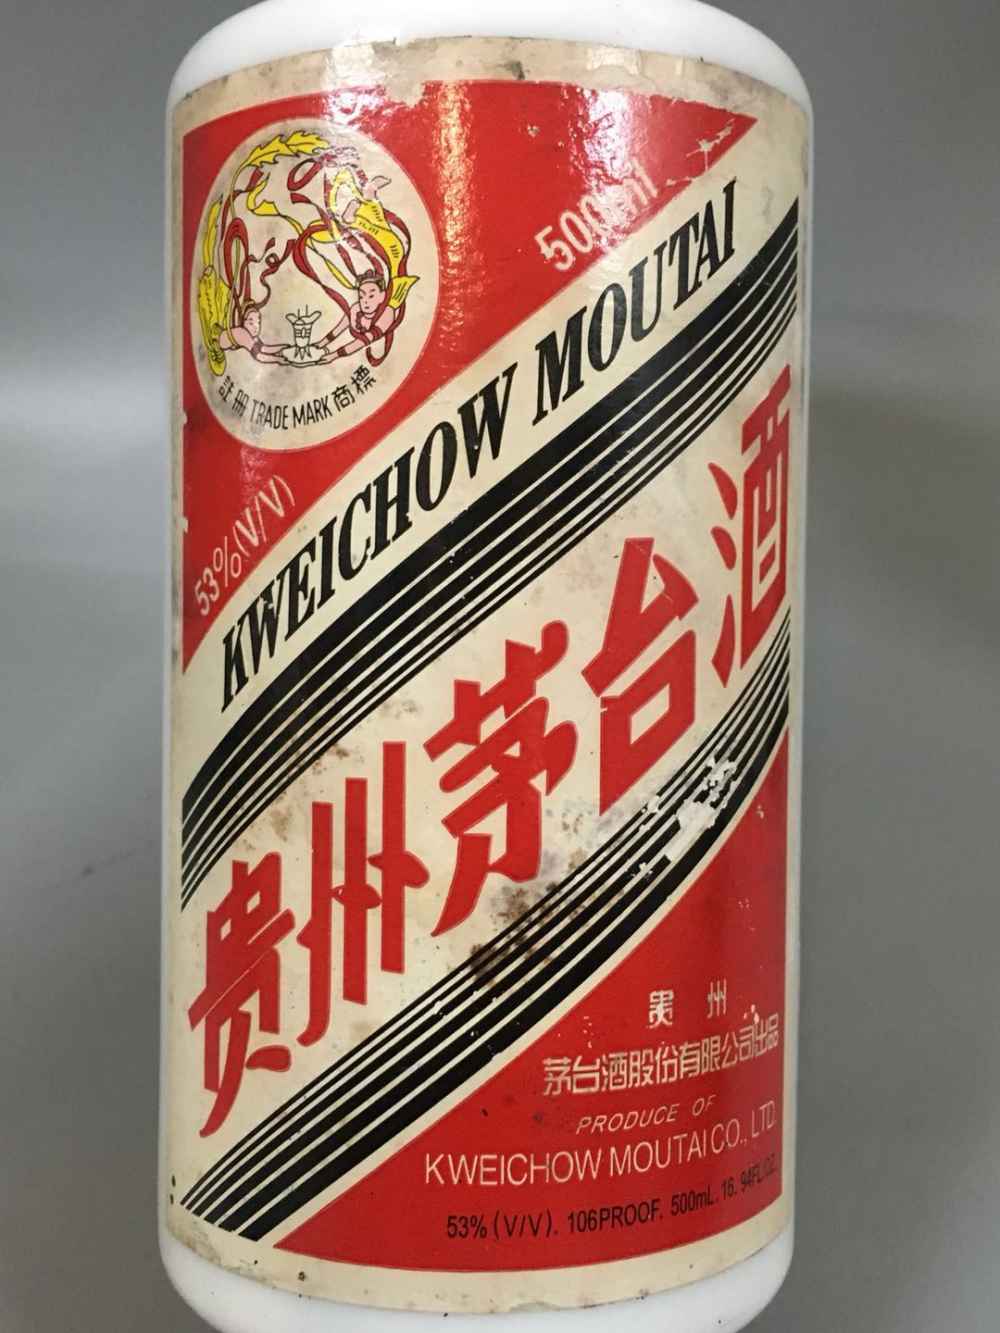 註冊 TRADE MARK 商標
500ml
53%(V/V)
KWEICHOW MOUTAI
贵州茅台酒
贵州
茅台酒股份有限公司出品
PRODUCE OF
KWEICHOW MOUTAI CO., LTD.
53% (V/V). 106PROOF. 500mL. 16. 94FL.OZ.